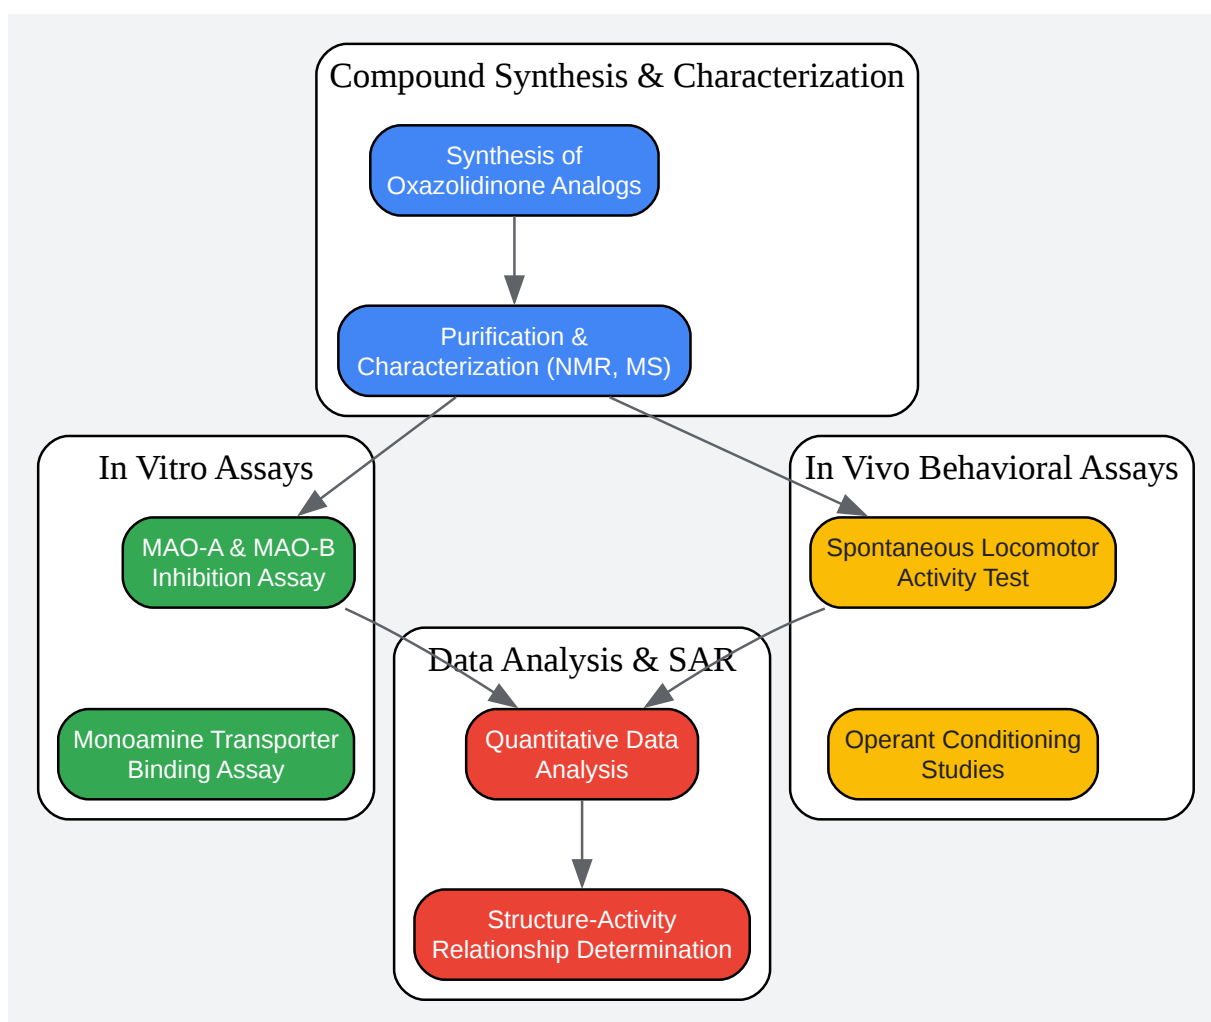 Compound Synthesis & Characterization
Synthesis of
Oxazolidinone Analogs
Purification &
Characterization (NMR, MS)
In Vitro Assays
MAO-A & MAO-B
Inhibition Assay
Monoamine Transporter
Binding Assay
In Vivo Behavioral Assays
Spontaneous Locomotor
Activity Test
Operant Conditioning
Studies
Data Analysis & SAR
Quantitative Data
Analysis
Structure-Activity
Relationship Determination